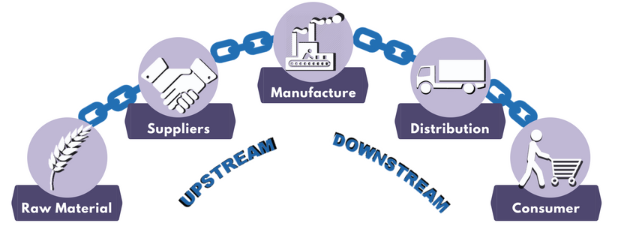 Raw Material
Suppliers
Manufacture
Distribution
Consumer
UPSTREAM
DOWNSTREAM